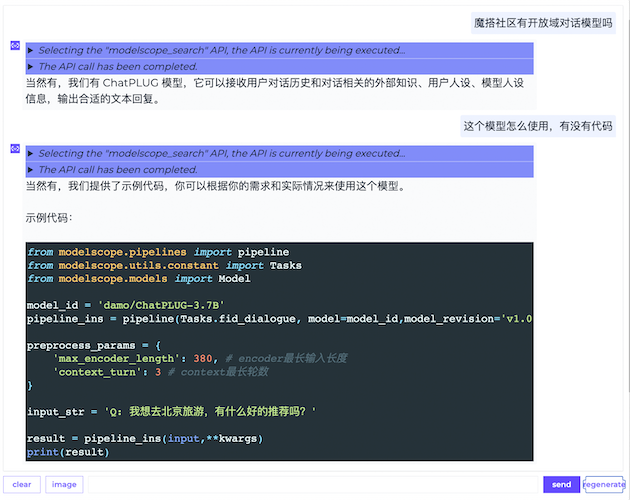 魔搭社区有开放域对话模型吗
Selecting the "modelscope_search" API, the API is currently being executed...
The API call has been completed.
当然有，我们有 ChatPLUG 模型，它可以接收用户对话历史和对话相关的外部知识、用户人设、模型人设
信息，输出合适的文本回复。
这个模型怎么使用，有没有代码
Selecting the "modelscope_search" API, the API is currently being executed...
The API call has been completed.
当然有，我们提供了示例代码，你可以根据你的需求和实际情况来使用这个模型。
示例代码：
from modelscope.pipelines import pipeline
from modelscope.utils.constant import Tasks
from modelscope.models import Model
model_id = 'damo/ChatPLUG-3.7B'
pipeline_ins = pipeline(Tasks.fid_dialogue, model=model_id,model_revision='v1.0
preprocess_params = {
'max_encoder_length': 380, # encoder最长输入长度
'context_turn': 3 # context最长轮数
}
input_str = 'Q: 我想去北京旅游，有什么好的推荐吗？'
result = pipeline_ins(input,**kwargs)
print(result)
clear image send regenerate